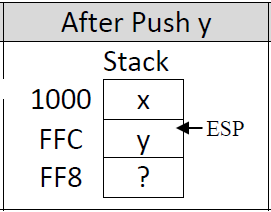 After Push y
Stack
1000 x
FFC y ESP
FF8 ?